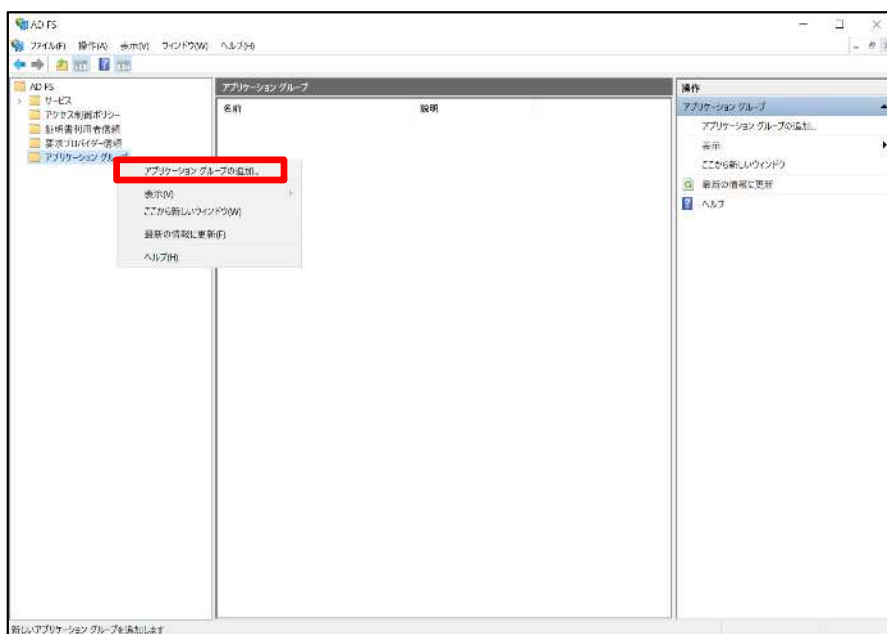 AD FS
ファイル(F) 操作(A) 表示(V) ウィンドウ(W) ヘルプ(H)
AD FS
サービス
アクセス制御ポリシー
証明書利用者信頼
要求プロバイダー信頼
アプリケーション グループ
アプリケーション グループ
名前 説明
アプリケーション グループの追加...
表示(V)
ここから新しいウィンドウ(W)
最新の情報に更新(F)
ヘルプ(H)
操作
アプリケーション グループ
アプリケーション グループの追加...
表示
ここから新しいウィンドウ
最新の情報に更新
ヘルプ
新しいアプリケーション グループを追加します